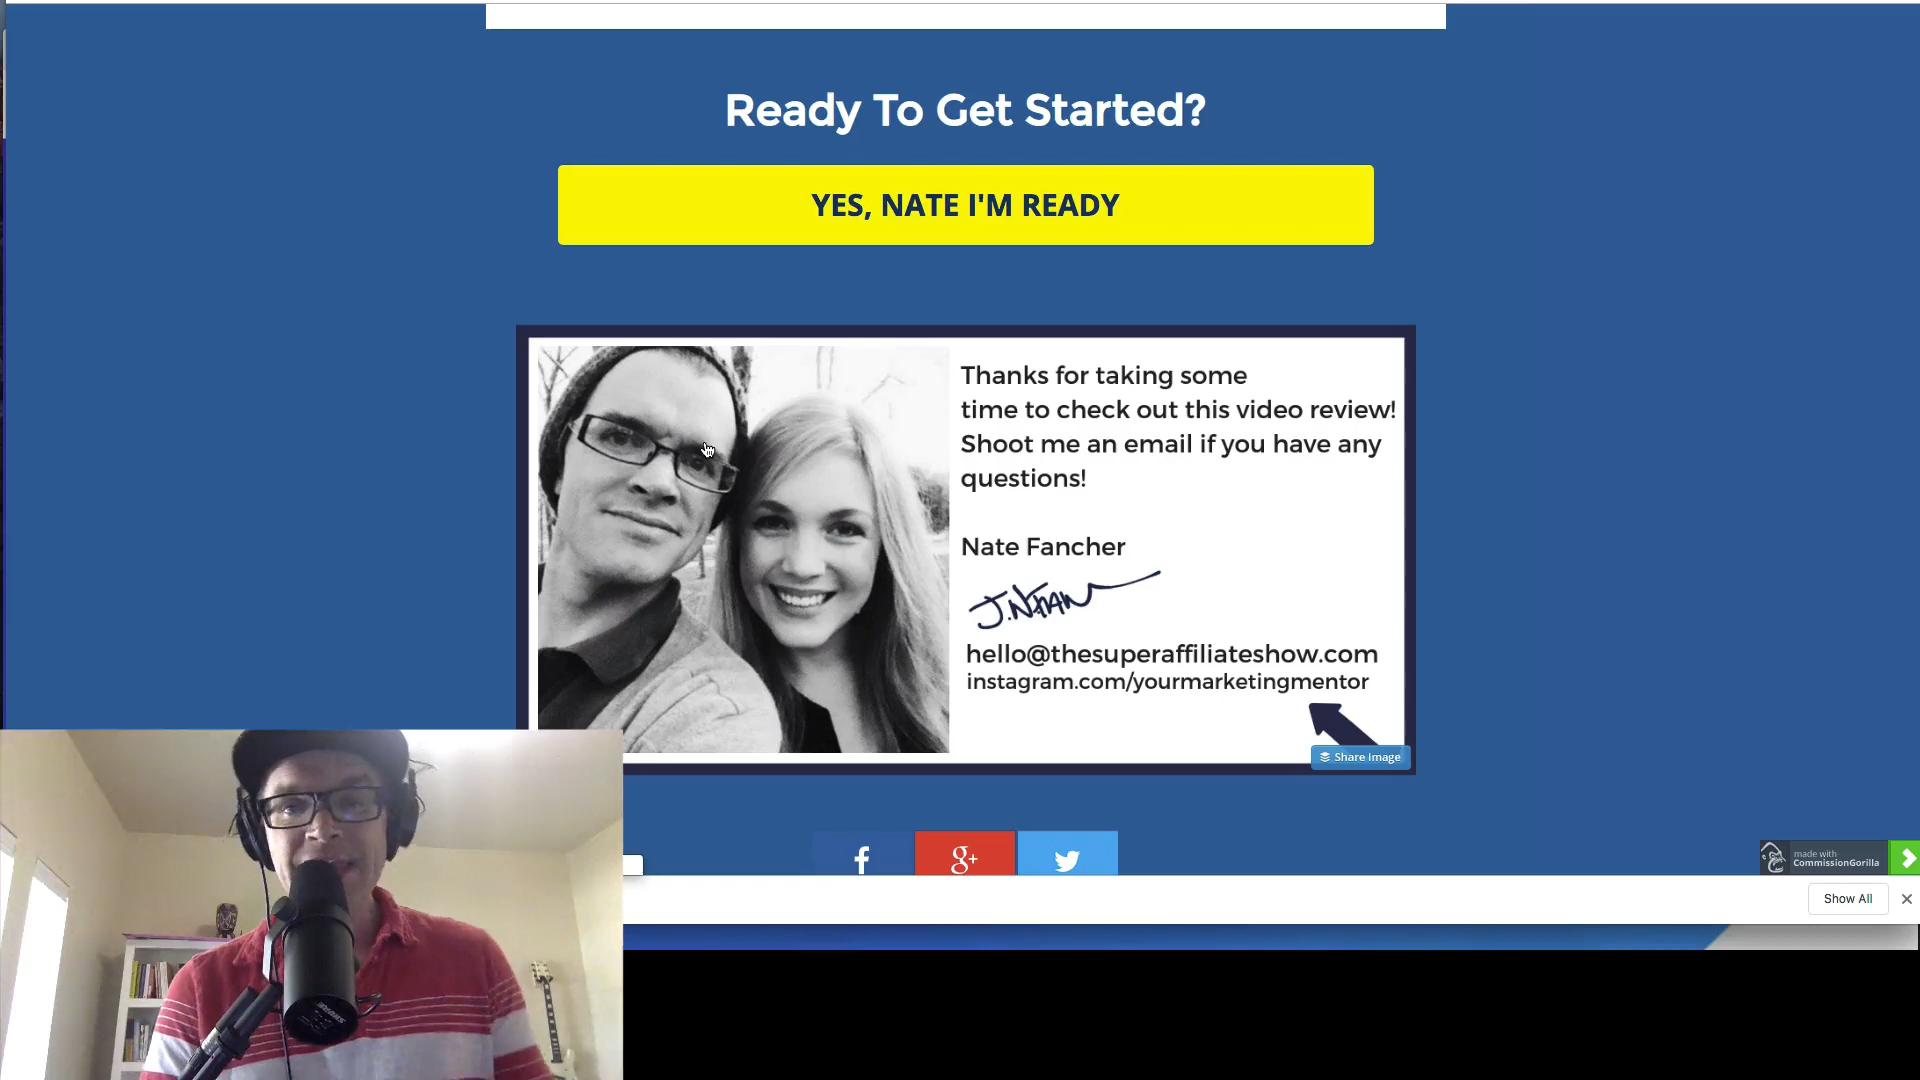 Ready To Get Started?
YES, NATE I'M READY
Thanks for taking some
time to check out this video review!
Shoot me an email if you have any
questions!
Nate Fancher
J.N
hello@thesuperaffiliateshow.com
instagram.com/yourmarketingmentor
Share Image
f
g+
made with
CommissionGorilla
Show All